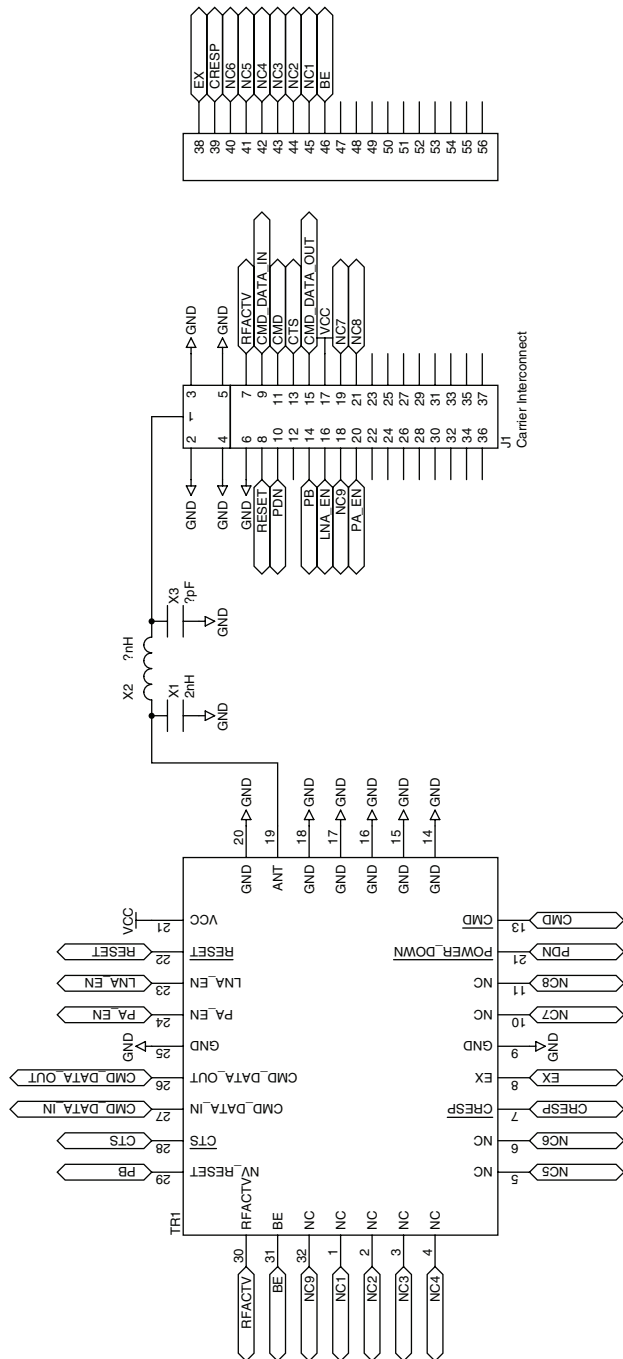 38 EX
39 CRESP
40 NC6
41 NC5
42 NC4
43 NC3
44 NC2
45 NC1
46 BE
47
48
49
50
51
52
53
54
55
56
GND
GND
RFACTV
CMD_DATA_IN
CMD
CTS
CMD_DATA_OUT
VCC
NC7
NC8
1
2 3
4 5
6 7
8 9
10 11
12 13
14 15
16 17
18 19
20 21
22 23
24 25
26 27
28 29
30 31
32 33
34 35
36 37
GND
GND
GND
RESET
PDN
PB
LNA_EN
NC9
PA_EN
J1
Carrier Interconnect
X2
?nH
X3
?pF
GND
X1
2nH
GND
20 GND
19
18 GND
17 GND
16 GND
15 GND
14 GND
GND
ANT
GND
GND
GND
GND
GND
VCC 21 VCC
RESET 22 RESET
LNA_EN 23 LNA_EN
PA_EN 24 PA_EN
GND 25 GND
CMD_DATA_OUT 26 CMD_DATA_OUT
CMD_DATA_IN 27 CMD_DATA_IN
CTS 28 CTS
PB 29 NV_RESET
CMD 13 CMD
POWER_DOWN 21 PDN
NC 11 NC8
NC 10 NC7
GND 9 GND
EX 8 EX
CRESP 7 CRESP
NC 6 NC6
NC 5 NC5
TR1
RFACTV 30 RFACTV
BE 31 BE
NC9 32 NC
NC1 1 NC
NC2 2 NC
NC3 3 NC
NC4 4 NC